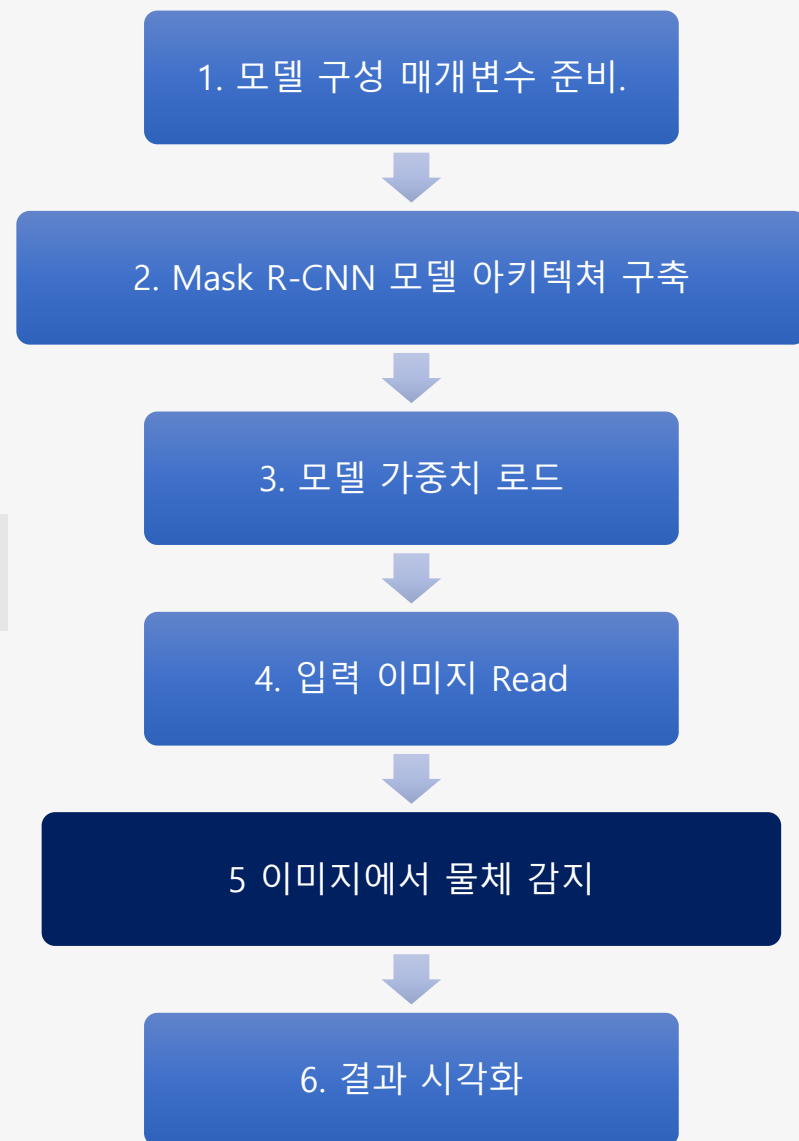 1. 모델 구성 매개변수 준비.
2. Mask R-CNN 모델 아키텍쳐 구축
3. 모델 가중치 로드
4. 입력 이미지 Read
5 이미지에서 물체 감지
6. 결과 시각화